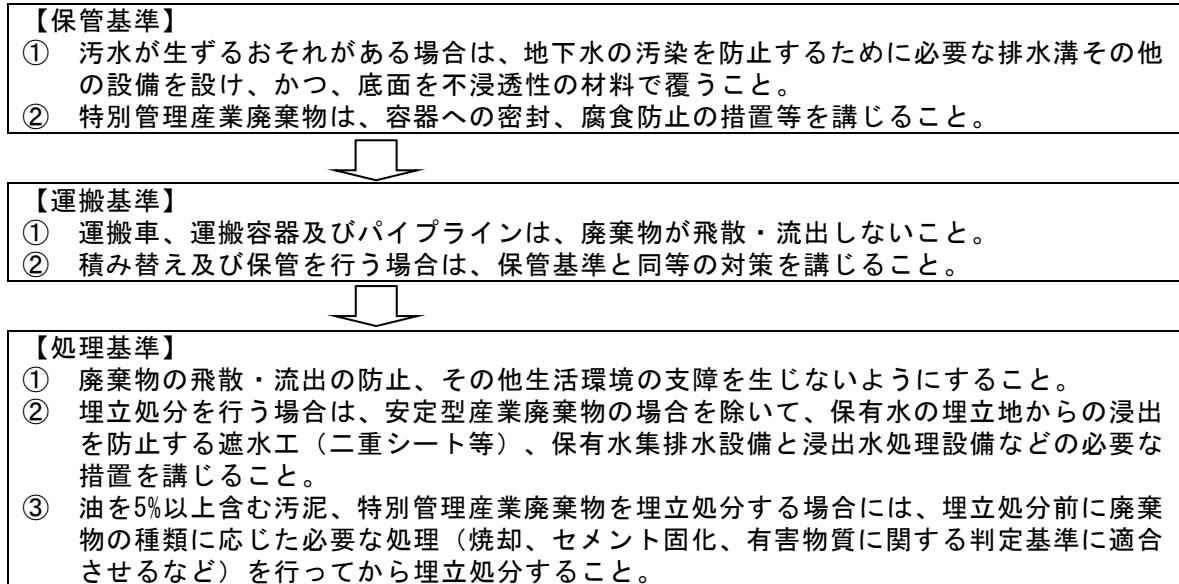 【保管基準】
① 汚水が生ずるおそれがある場合は、地下水の汚染を防止するために必要な排水溝その他
の設備を設け、かつ、底面を不浸透性の材料で覆うこと。
② 特別管理産業廃棄物は、容器への密封、腐食防止の措置等を講じること。
【運搬基準】
① 運搬車、運搬容器及びパイプラインは、廃棄物が飛散・流出しないこと。
② 積み替え及び保管を行う場合は、保管基準と同等の対策を講じること。
【処理基準】
① 廃棄物の飛散・流出の防止、その他生活環境の支障を生じないようにすること。
② 埋立処分を行う場合は、安定型産業廃棄物の場合を除いて、保有水の埋立地からの浸出
を防止する遮水工（二重シート等）、保有水集排水設備と浸出水処理設備などの必要な
措置を講じること。
③ 油を5%以上含む汚泥、特別管理産業廃棄物を埋立処分する場合には、埋立処分前に廃棄
物の種類に応じた必要な処理（焼却、セメント固化、有害物質に関する判定基準に適合
させるなど）を行ってから埋立処分すること。